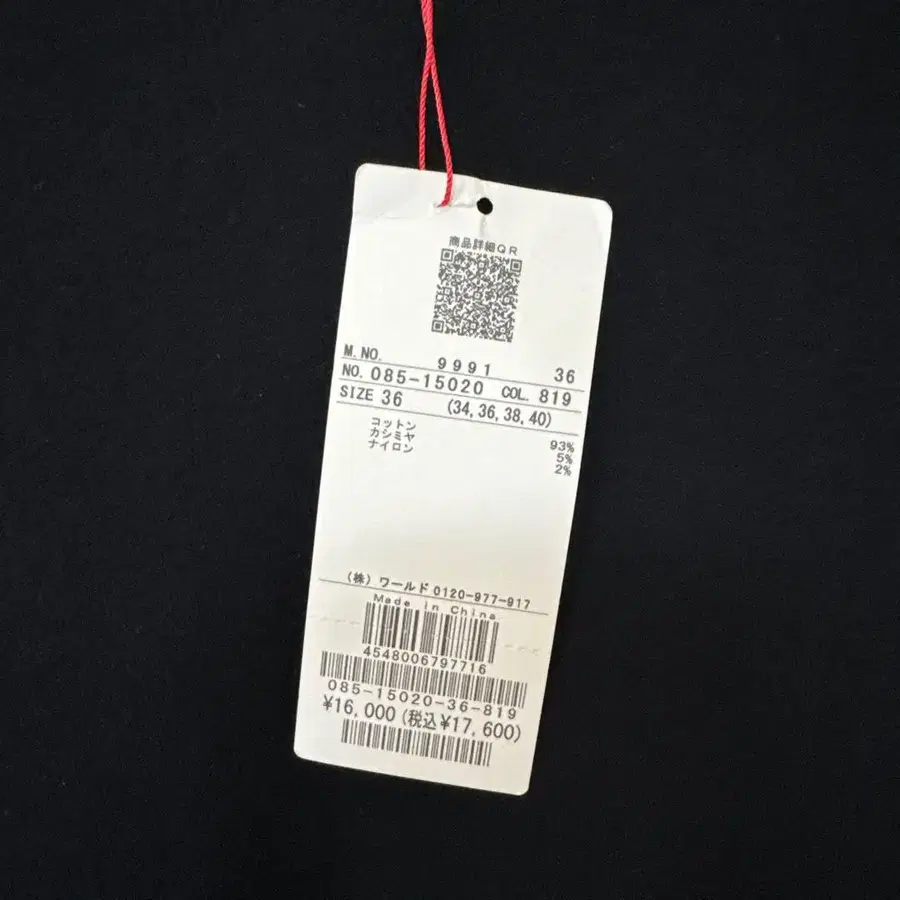 商品詳細QR
M.NO. 9991 36
NO. 085-15020 COL. 819
SIZE 36 (34,36,38,40)
コットン 93%
カシミヤ 5%
ナイロン 2%
(株)ワールド 0120-977-917
Made in China
4548006797716
085-15020-36-819
¥16,000(税込¥17,600)